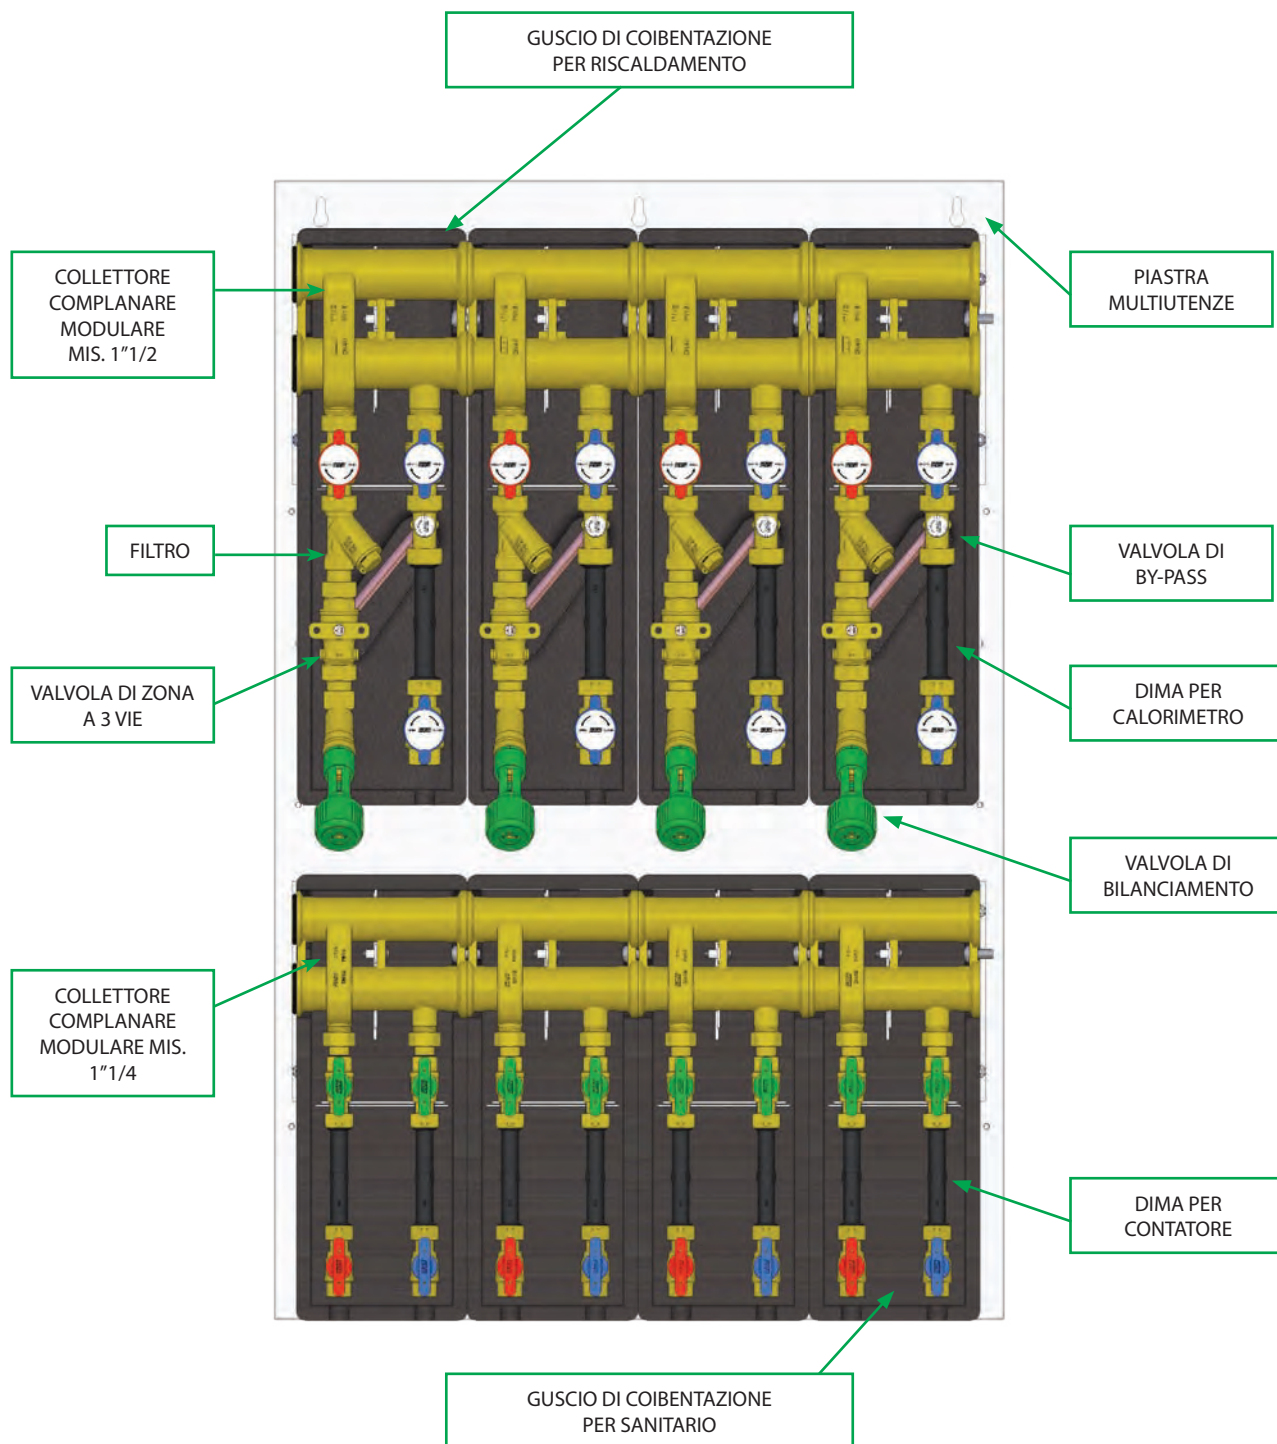 GUSCIO DI COIBENTAZIONE
PER RISCALDAMENTO
COLLETTORE
COMPLANARE
MODULARE
MIS. 1”1/2
PIASTRA
MULTIUTENZE
FILTRO
VALVOLA DI
BY-PASS
VALVOLA DI ZONA
A 3 VIE
DIMA PER
CALORIMETRO
VALVOLA DI
BILANCIAMENTO
COLLETTORE
COMPLANARE
MODULARE MIS.
1”1/4
DIMA PER
CONTATORE
GUSCIO DI COIBENTAZIONE
PER SANITARIO